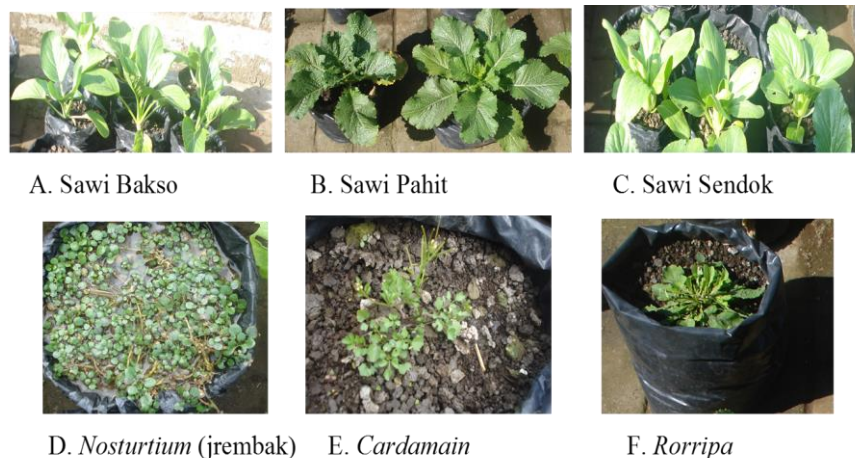 A. Sawi Bakso
B. Sawi Pahit
C. Sawi Sendok
D. Nosturtium (jrembak)
E. Cardamain
F. Rorripa